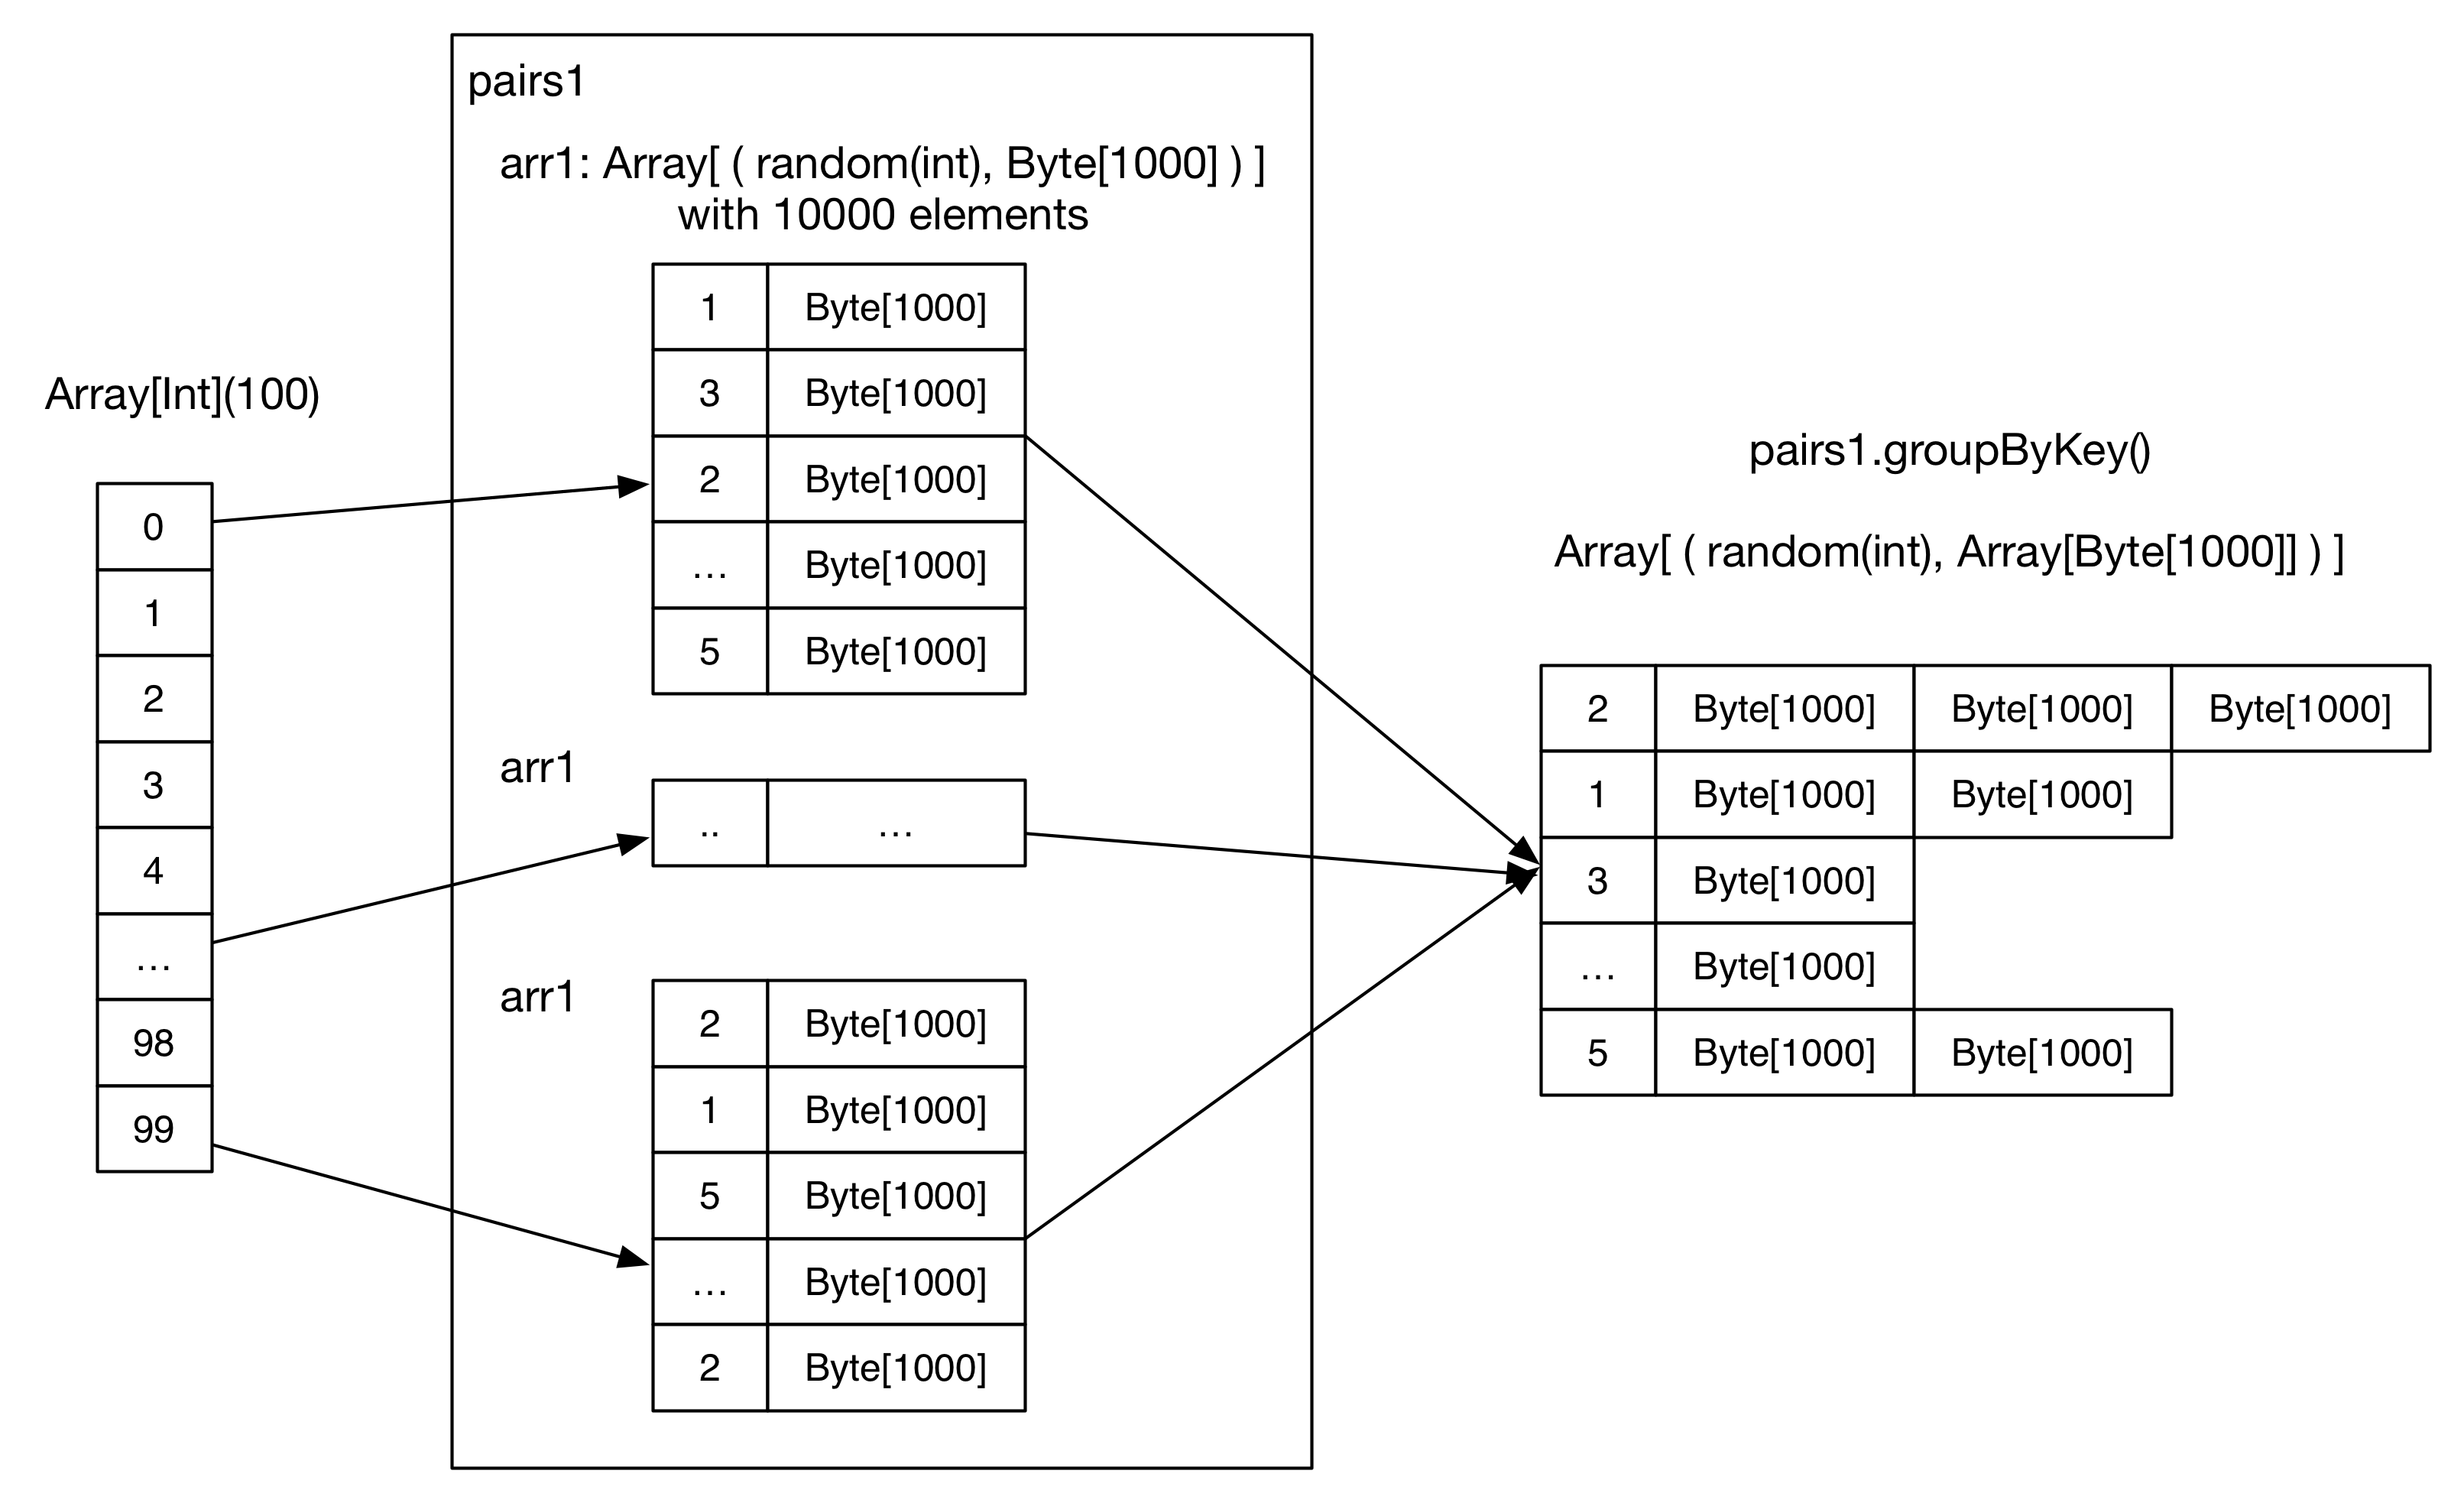 Array[Int](100)
0
1
2
3
4
...
98
99
pairs1
arr1: Array[ ( random(int), Byte[1000] ) ]
with 10000 elements
1 Byte[1000]
3 Byte[1000]
2 Byte[1000]
... Byte[1000]
5 Byte[1000]
arr1
.. ...
arr1
2 Byte[1000]
1 Byte[1000]
5 Byte[1000]
... Byte[1000]
2 Byte[1000]
pairs1.groupByKey()
Array[ ( random(int), Array[Byte[1000]] ) ]
2 Byte[1000] Byte[1000] Byte[1000]
1 Byte[1000] Byte[1000]
3 Byte[1000]
... Byte[1000]
5 Byte[1000] Byte[1000]